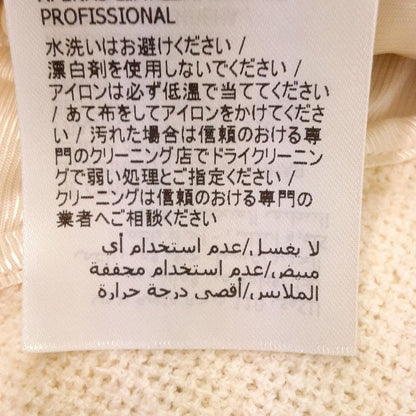 PROFISSIONAL
水洗いはお避けください /
漂白剤を使用しないでください /
アイロンは必ず低温で当ててください
/ あて布をしてアイロンをかけてくださ
い / 汚れた場合は信頼のおける専
門のクリーニング店でドライクリーニン
グで弱い処理とご指定ください /
クリーニングは信頼のおける専門の
業者へご相談ください
لا يغسل/عدم استخدام أي
مبيض/عدم استخدام مجففة
الملابس/أقصى درجة حرارة